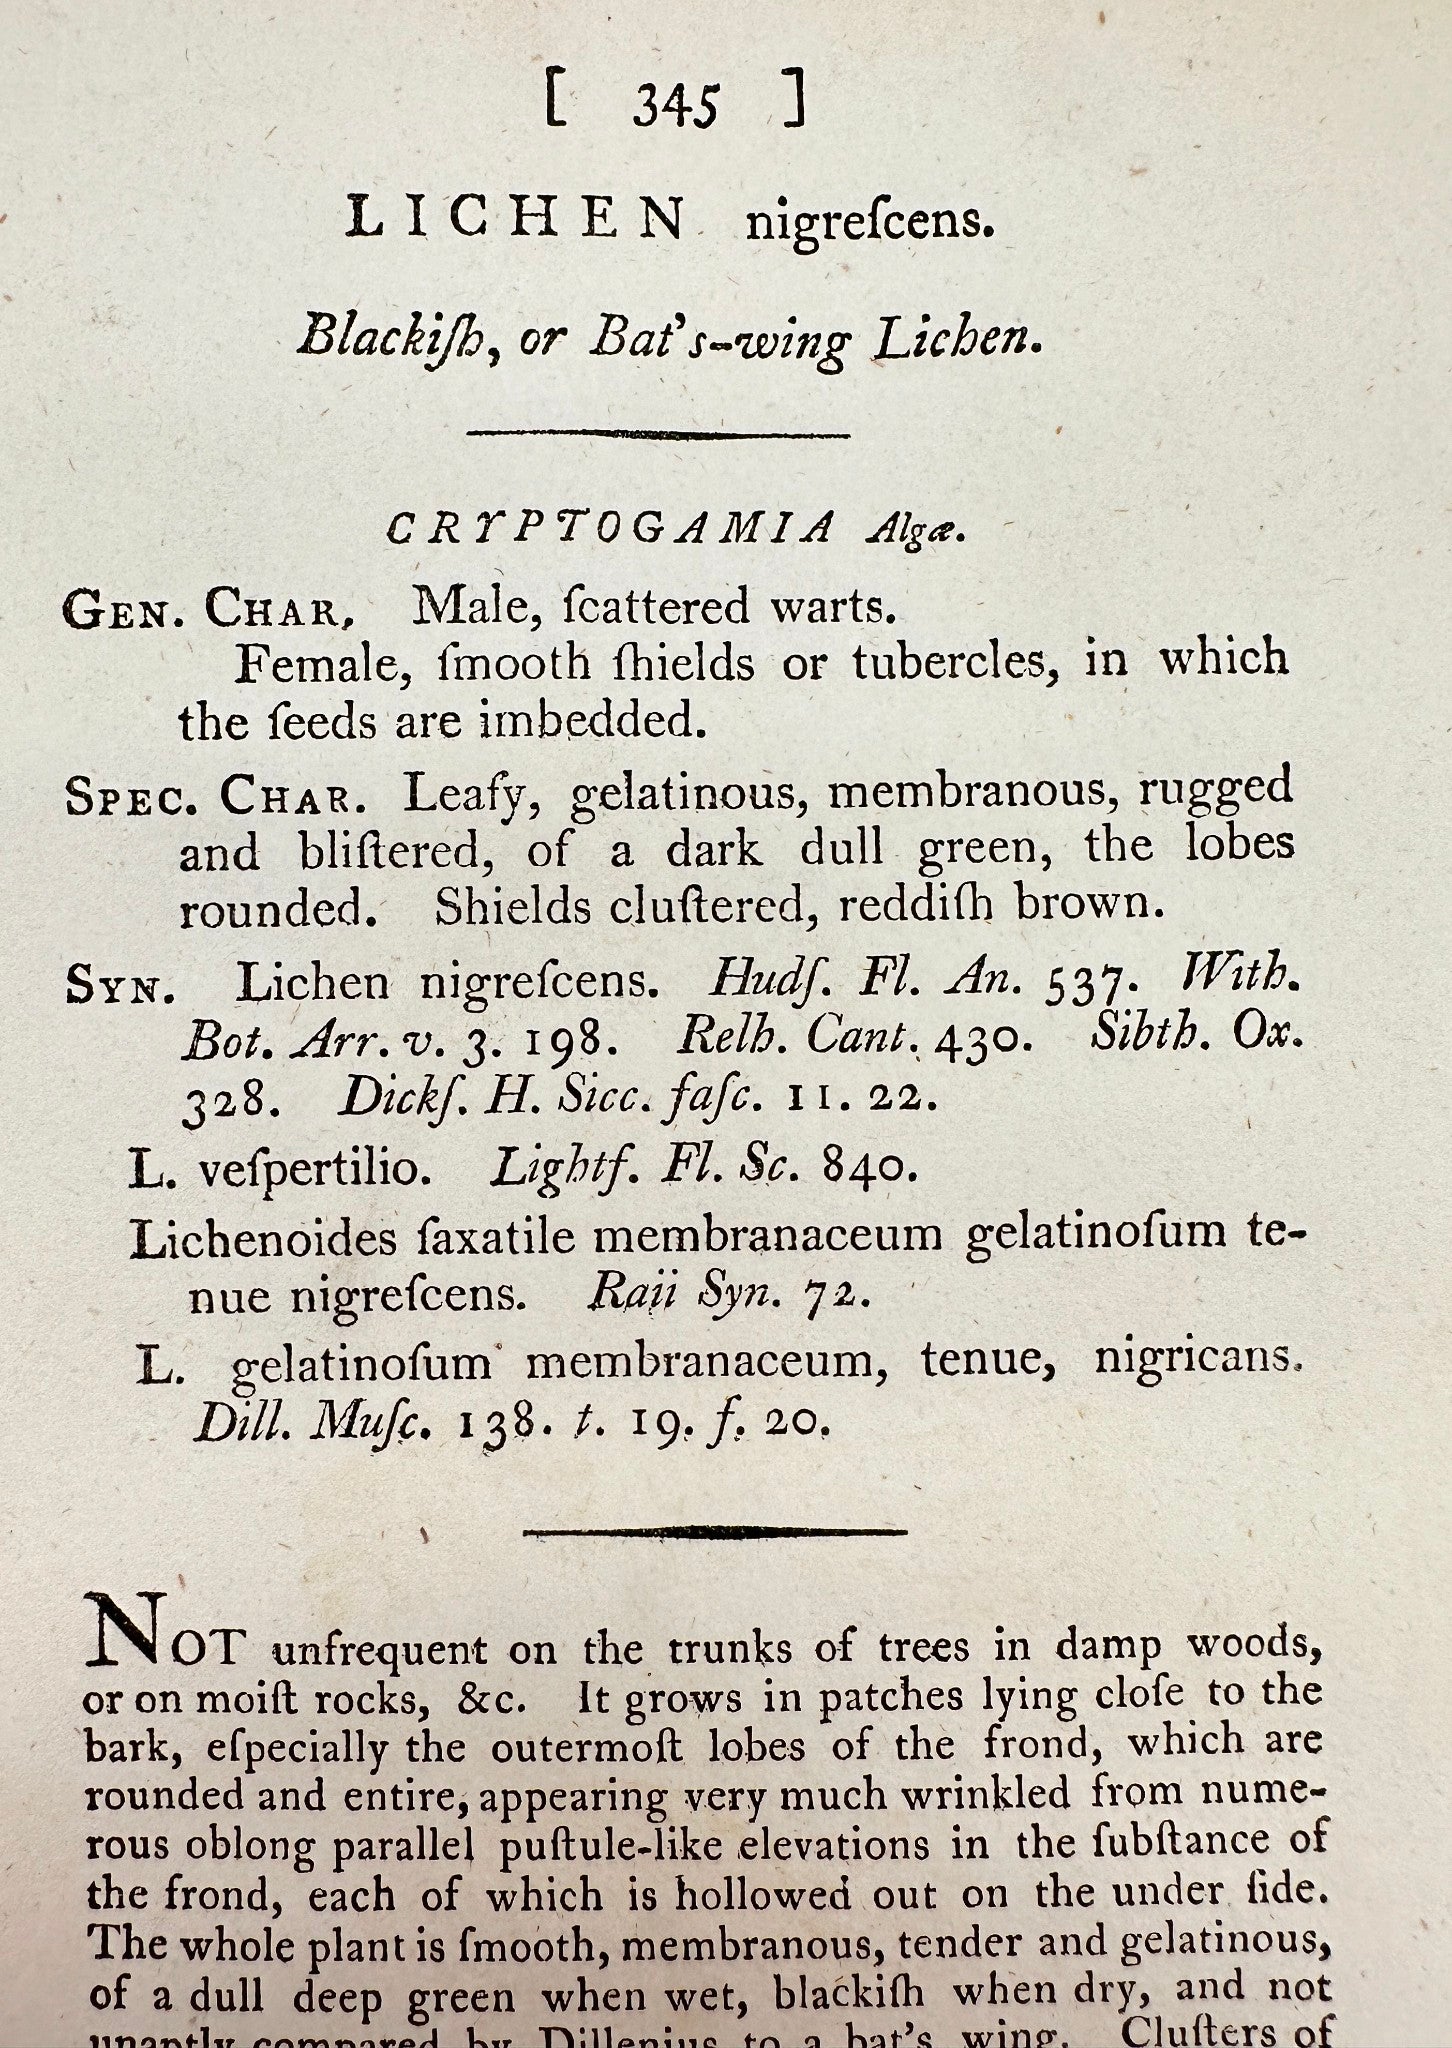 [ 345 ]
LICHEN nigreſcens.
Blackiſh, or Bat's-wing Lichen.
CRYPTOGAMIA Algæ.
GEN. CHAR. Male, ſcattered warts.
Female, ſmooth ſhields or tubercles, in which
the ſeeds are imbedded.
SPEC. CHAR. Leafy, gelatinous, membranous, rugged
and bliſtered, of a dark dull green, the lobes
rounded. Shields cluſtered, reddiſh brown.
SYN. Lichen nigreſcens. Hudſ. Fl. An. 537. With.
Bot. Arr. v. 3. 198. Relh. Cant. 430. Sibth. Ox.
328. Dickſ. H. Sicc. faſc. 11. 22.
L. veſpertilio. Lightf. Fl. Sc. 840.
Lichenoides ſaxatile membranaceum gelatinoſum te-
nue nigreſcens. Raii Syn. 72.
L. gelatinoſum membranaceum, tenue, nigricans.
Dill. Muſc. 138. t. 19. f. 20.
NOT unfrequent on the trunks of trees in damp woods,
or on moiſt rocks, &c. It grows in patches lying cloſe to the
bark, eſpecially the outermoſt lobes of the frond, which are
rounded and entire, appearing very much wrinkled from nume-
rous oblong parallel puſtule-like elevations in the ſubſtance of
the frond, each of which is hollowed out on the under ſide.
The whole plant is ſmooth, membranous, tender and gelatinous,
of a dull deep green when wet, blackiſh when dry, and not
unaptly compared by Dillenius to a bat's wing. Cluſters of